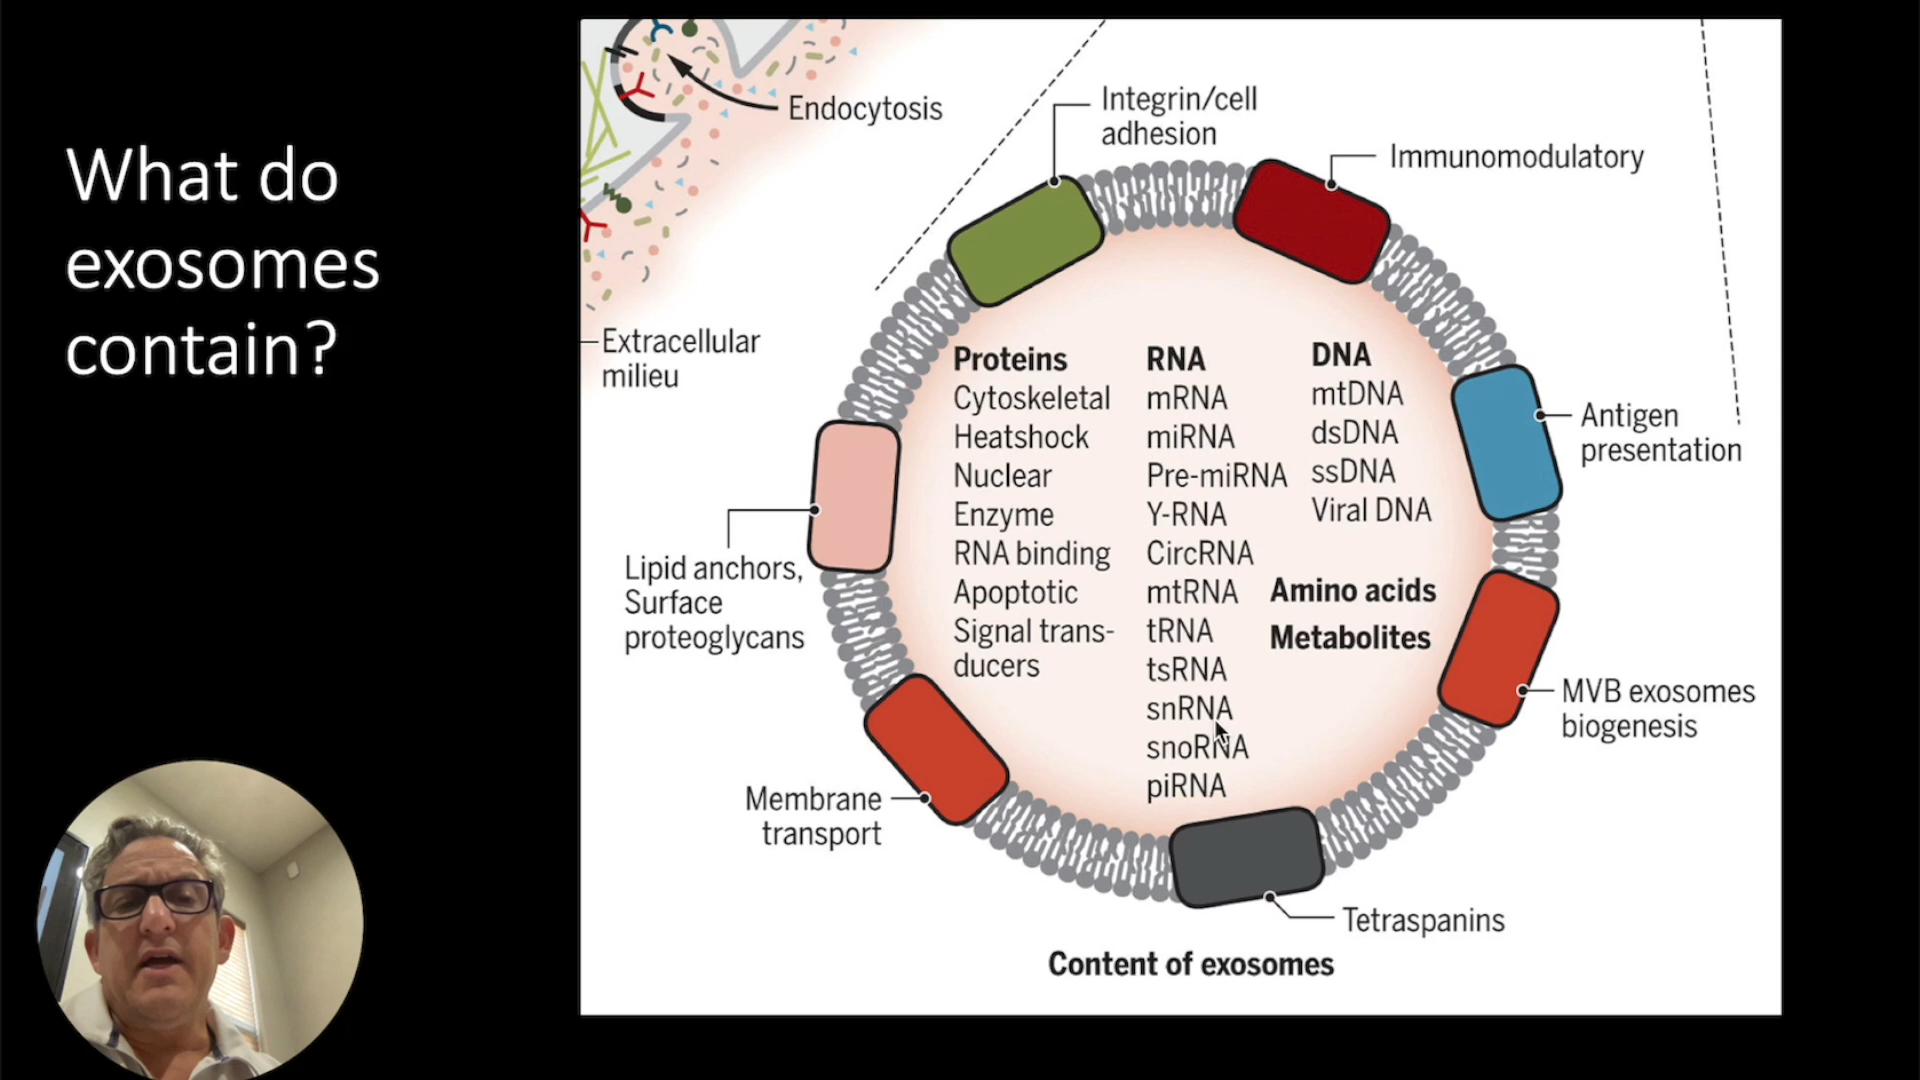 What do
exosomes
contain?
Endocytosis
Integrin/cell
adhesion
Immunomodulatory
Extracellular
milieu
Antigen
presentation
Lipid anchors,
Surface
proteoglycans
Proteins
Cytoskeletal
Heatshock
Nuclear
Enzyme
RNA binding
Apoptotic
Signal trans-
ducers
RNA
mRNA
miRNA
Pre-miRNA
Y-RNA
CircRNA
mtRNA
tRNA
tsRNA
snRNA
snoRNA
piRNA
DNA
mtDNA
dsDNA
ssDNA
Viral DNA
Amino acids
Metabolites
MVB exosomes
biogenesis
Membrane
transport
Tetraspanins
Content of exosomes